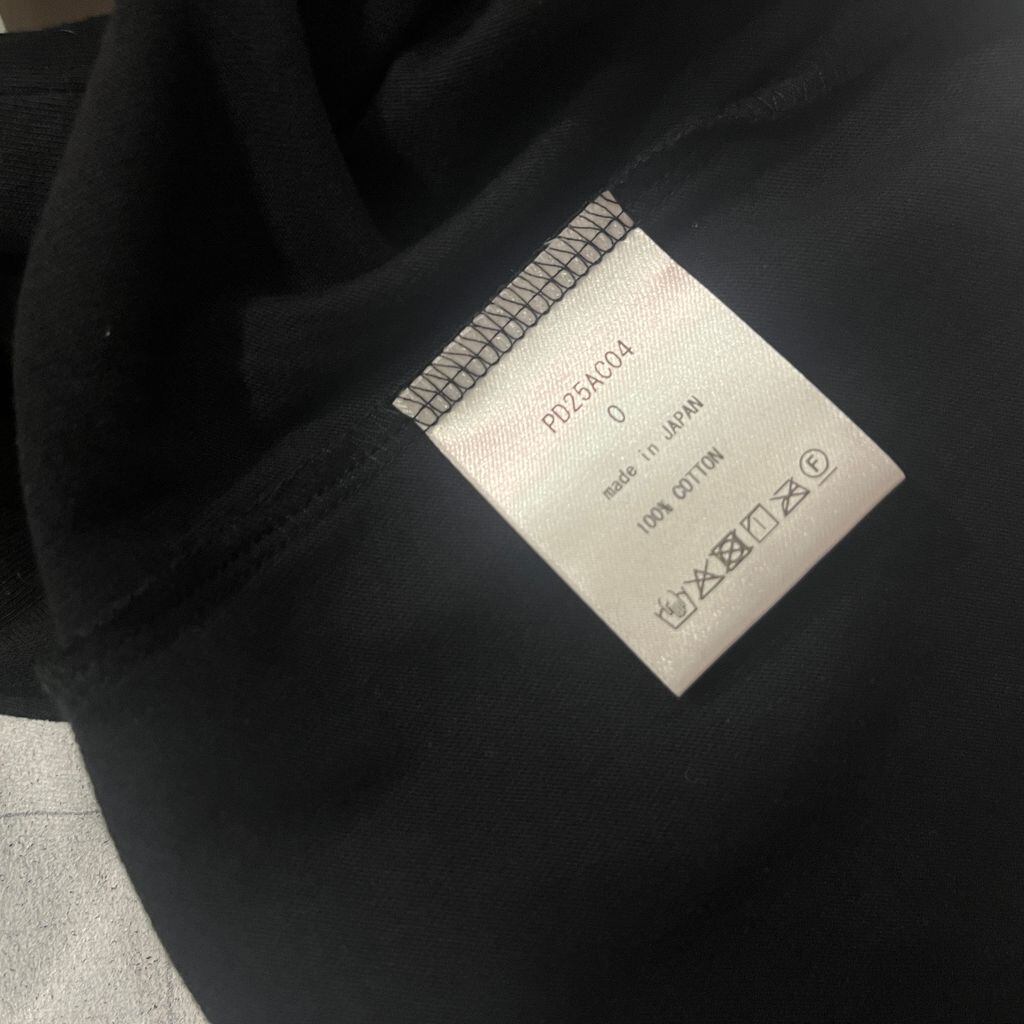 PD25AC04
0
made in JAPAN
100% COTTON
F